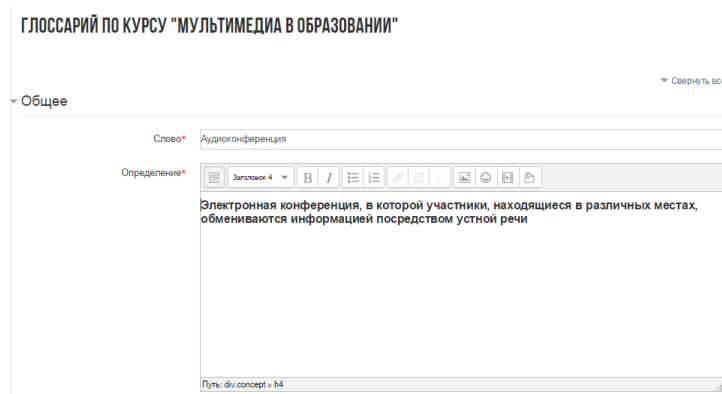 ГЛОССАРИЙ ПО КУРСУ "МУЛЬТИМЕДИА В ОБРАЗОВАНИИ"
Свернуть все
Общее
Слово* Аудиоконференция
Определение*
Заголовок 4 B I
Электронная конференция, в которой участники, находящиеся в различных местах,
обмениваются информацией посредством устной речи
Путь: div.concept » h4